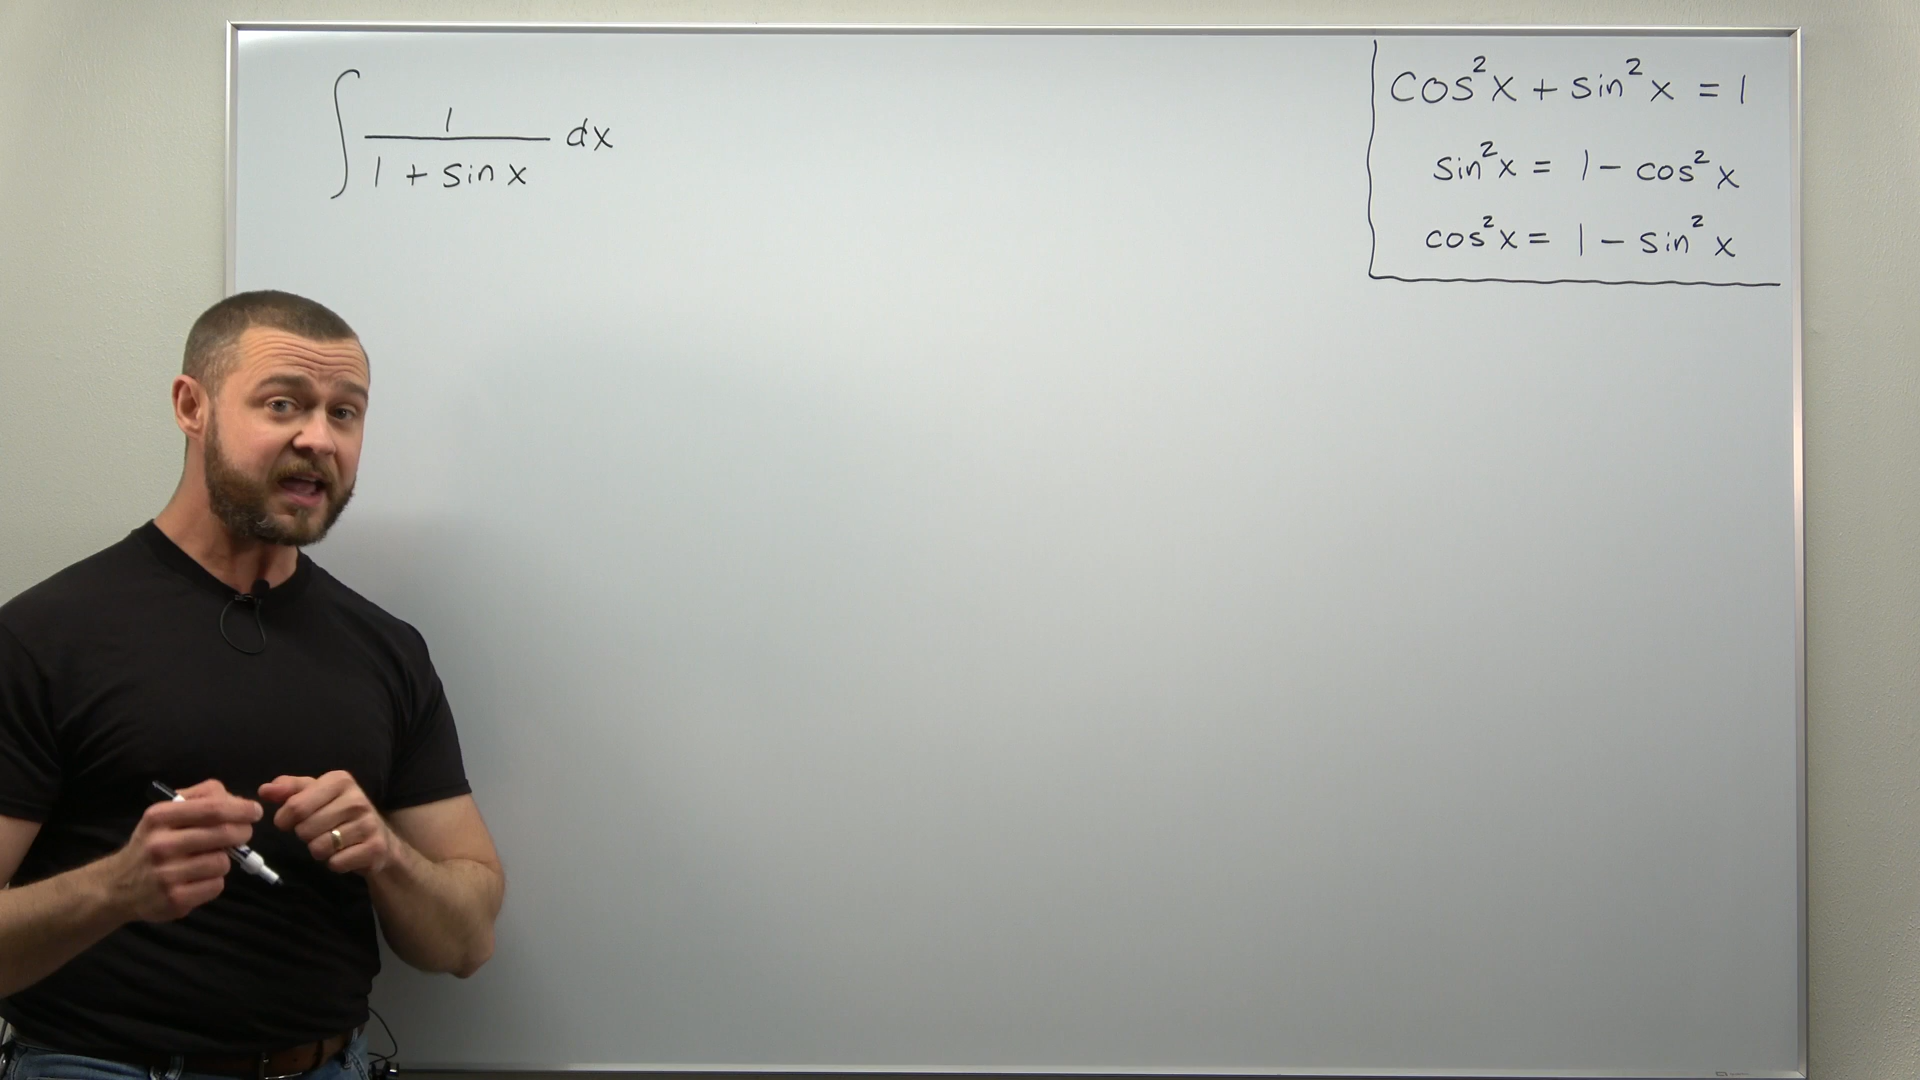 ∫ 1 / (1 + sin x) dx
cos²x + sin²x = 1
sin²x = 1 − cos²x
cos²x = 1 − sin²x